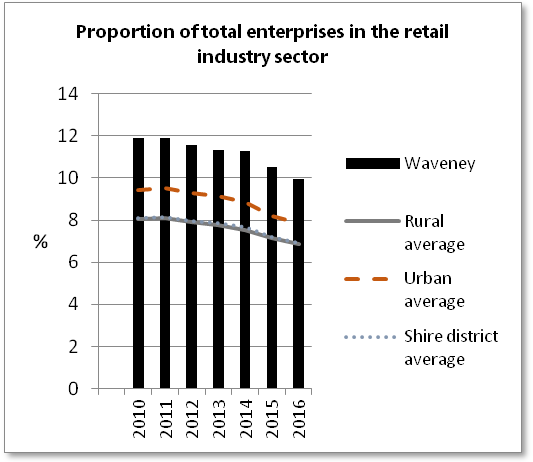 Proportion of total enterprises in the retail
industry sector
14
12
10
8
6
4
2
0
%
2010
2011
2012
2013
2014
2015
2016
Waveney
Rural
average
Urban
average
Shire district
average